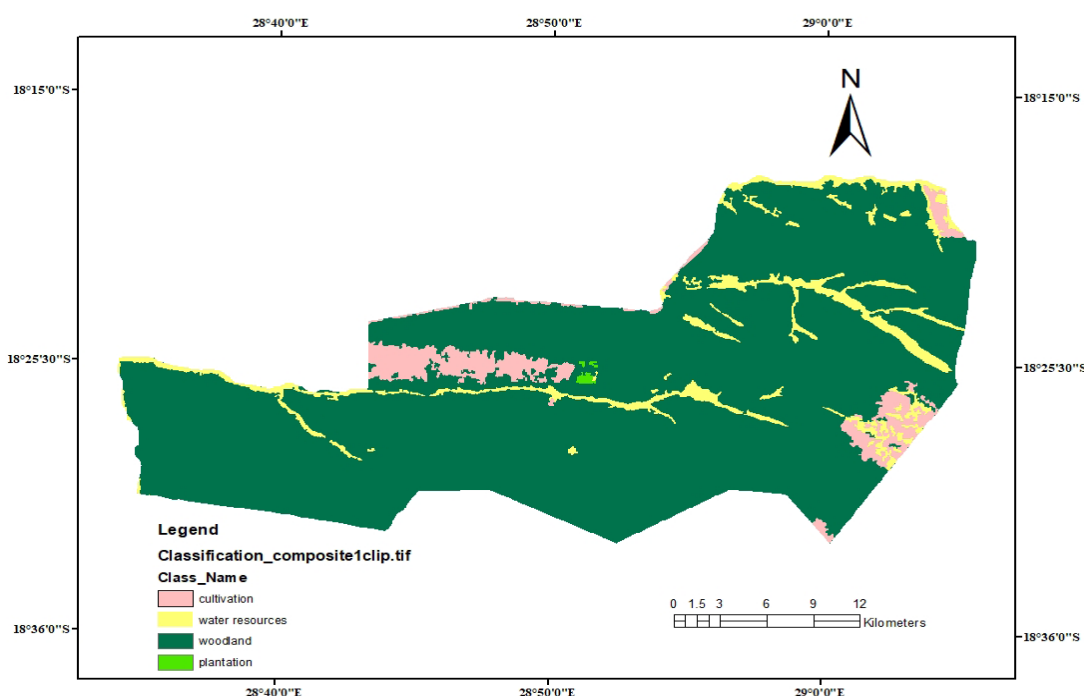 28°40'0"E 28°50'0"E 29°0'0"E
18°15'0"S 18°15'0"S
N
18°25'30"S 18°25'30"S
Legend
Classification_composite1clip.tif
Class_Name
cultivation
water resources
woodland
plantation
0 1.5 3 6 9 12
Kilometers
18°36'0"S 18°36'0"S
28°40'0"E 28°50'0"E 29°0'0"E